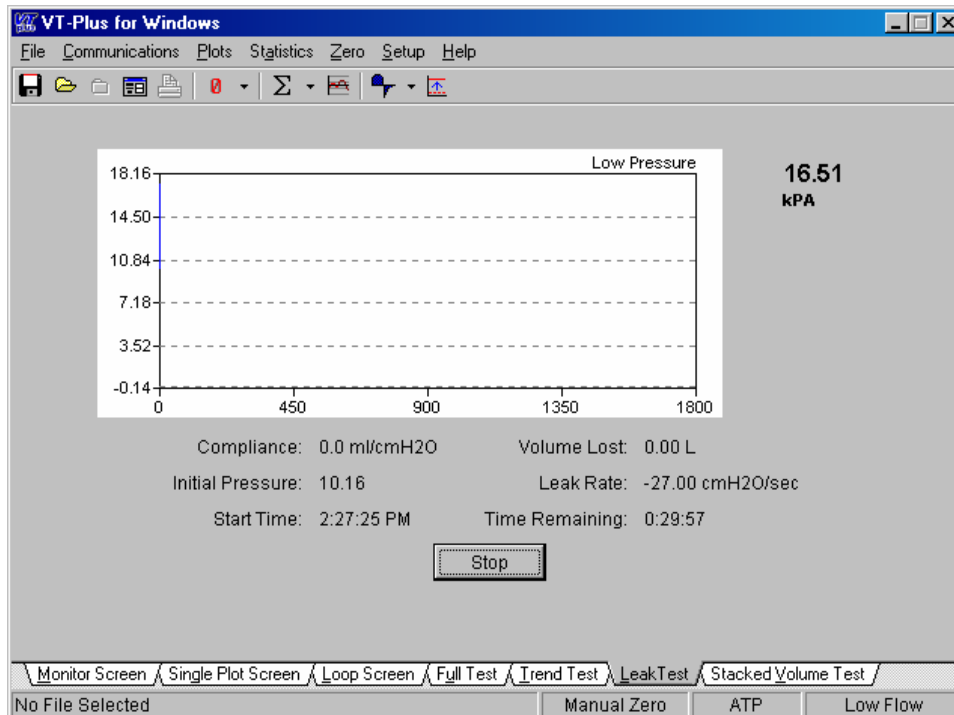 VT-Plus for Windows
File Communications Plots Statistics Zero Setup Help
Low Pressure
18.16
14.50
10.84
7.18
3.52
-0.14
0 450 900 1350 1800
16.51
kPA
Compliance: 0.0 ml/cmH2O Volume Lost: 0.00 L
Initial Pressure: 10.16 Leak Rate: -27.00 cmH2O/sec
Start Time: 2:27:25 PM Time Remaining: 0:29:57
Stop
Monitor Screen Single Plot Screen Loop Screen Full Test Trend Test LeakTest Stacked Volume Test
No File Selected Manual Zero ATP Low Flow